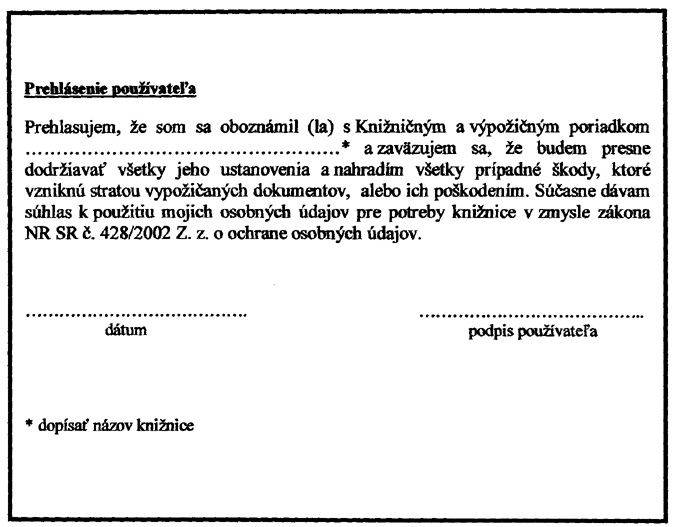 Prehlásenie používateľa
Prehlasujem, že som sa oboznámil (la) s Knižničným a výpožičným poriadkom
................................................* a zaväzujem sa, že budem presne
dodržiavať všetky jeho ustanovenia a nahradím všetky prípadné škody, ktoré
vzniknú stratou vypožičaných dokumentov, alebo ich poškodením. Súčasne dávam
súhlas k použitiu mojich osobných údajov pre potreby knižnice v zmysle zákona
NR SR č. 428/2002 Z. z. o ochrane osobných údajov.
........................................ ........................................
dátum podpis používateľa
* dopísať názov knižnice